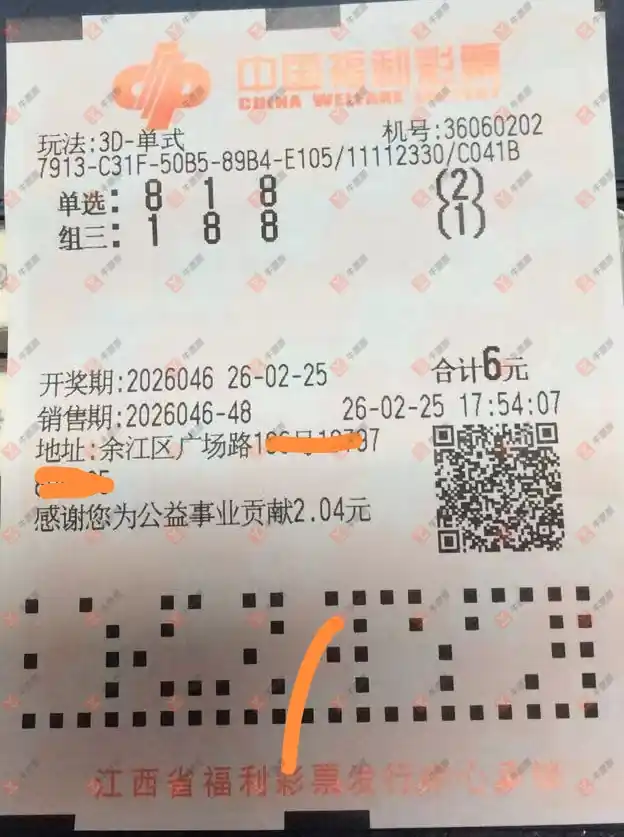 中国福利彩票
CHINA WELFARE LOTTERY
玩法:3D-单式 机号:36060202
7913-C31F-50B5-89B4-E105/11112330/C041B
单选: 8 1 8 (2)
组三: 1 8 8 (1)
开奖期:2026046 26-02-25 合计6元
销售期:2026046-48 26-02-25 17:54:07
地址:余江区广场路
感谢您为公益事业贡献2.04元
江西省福利彩票发行中心承销